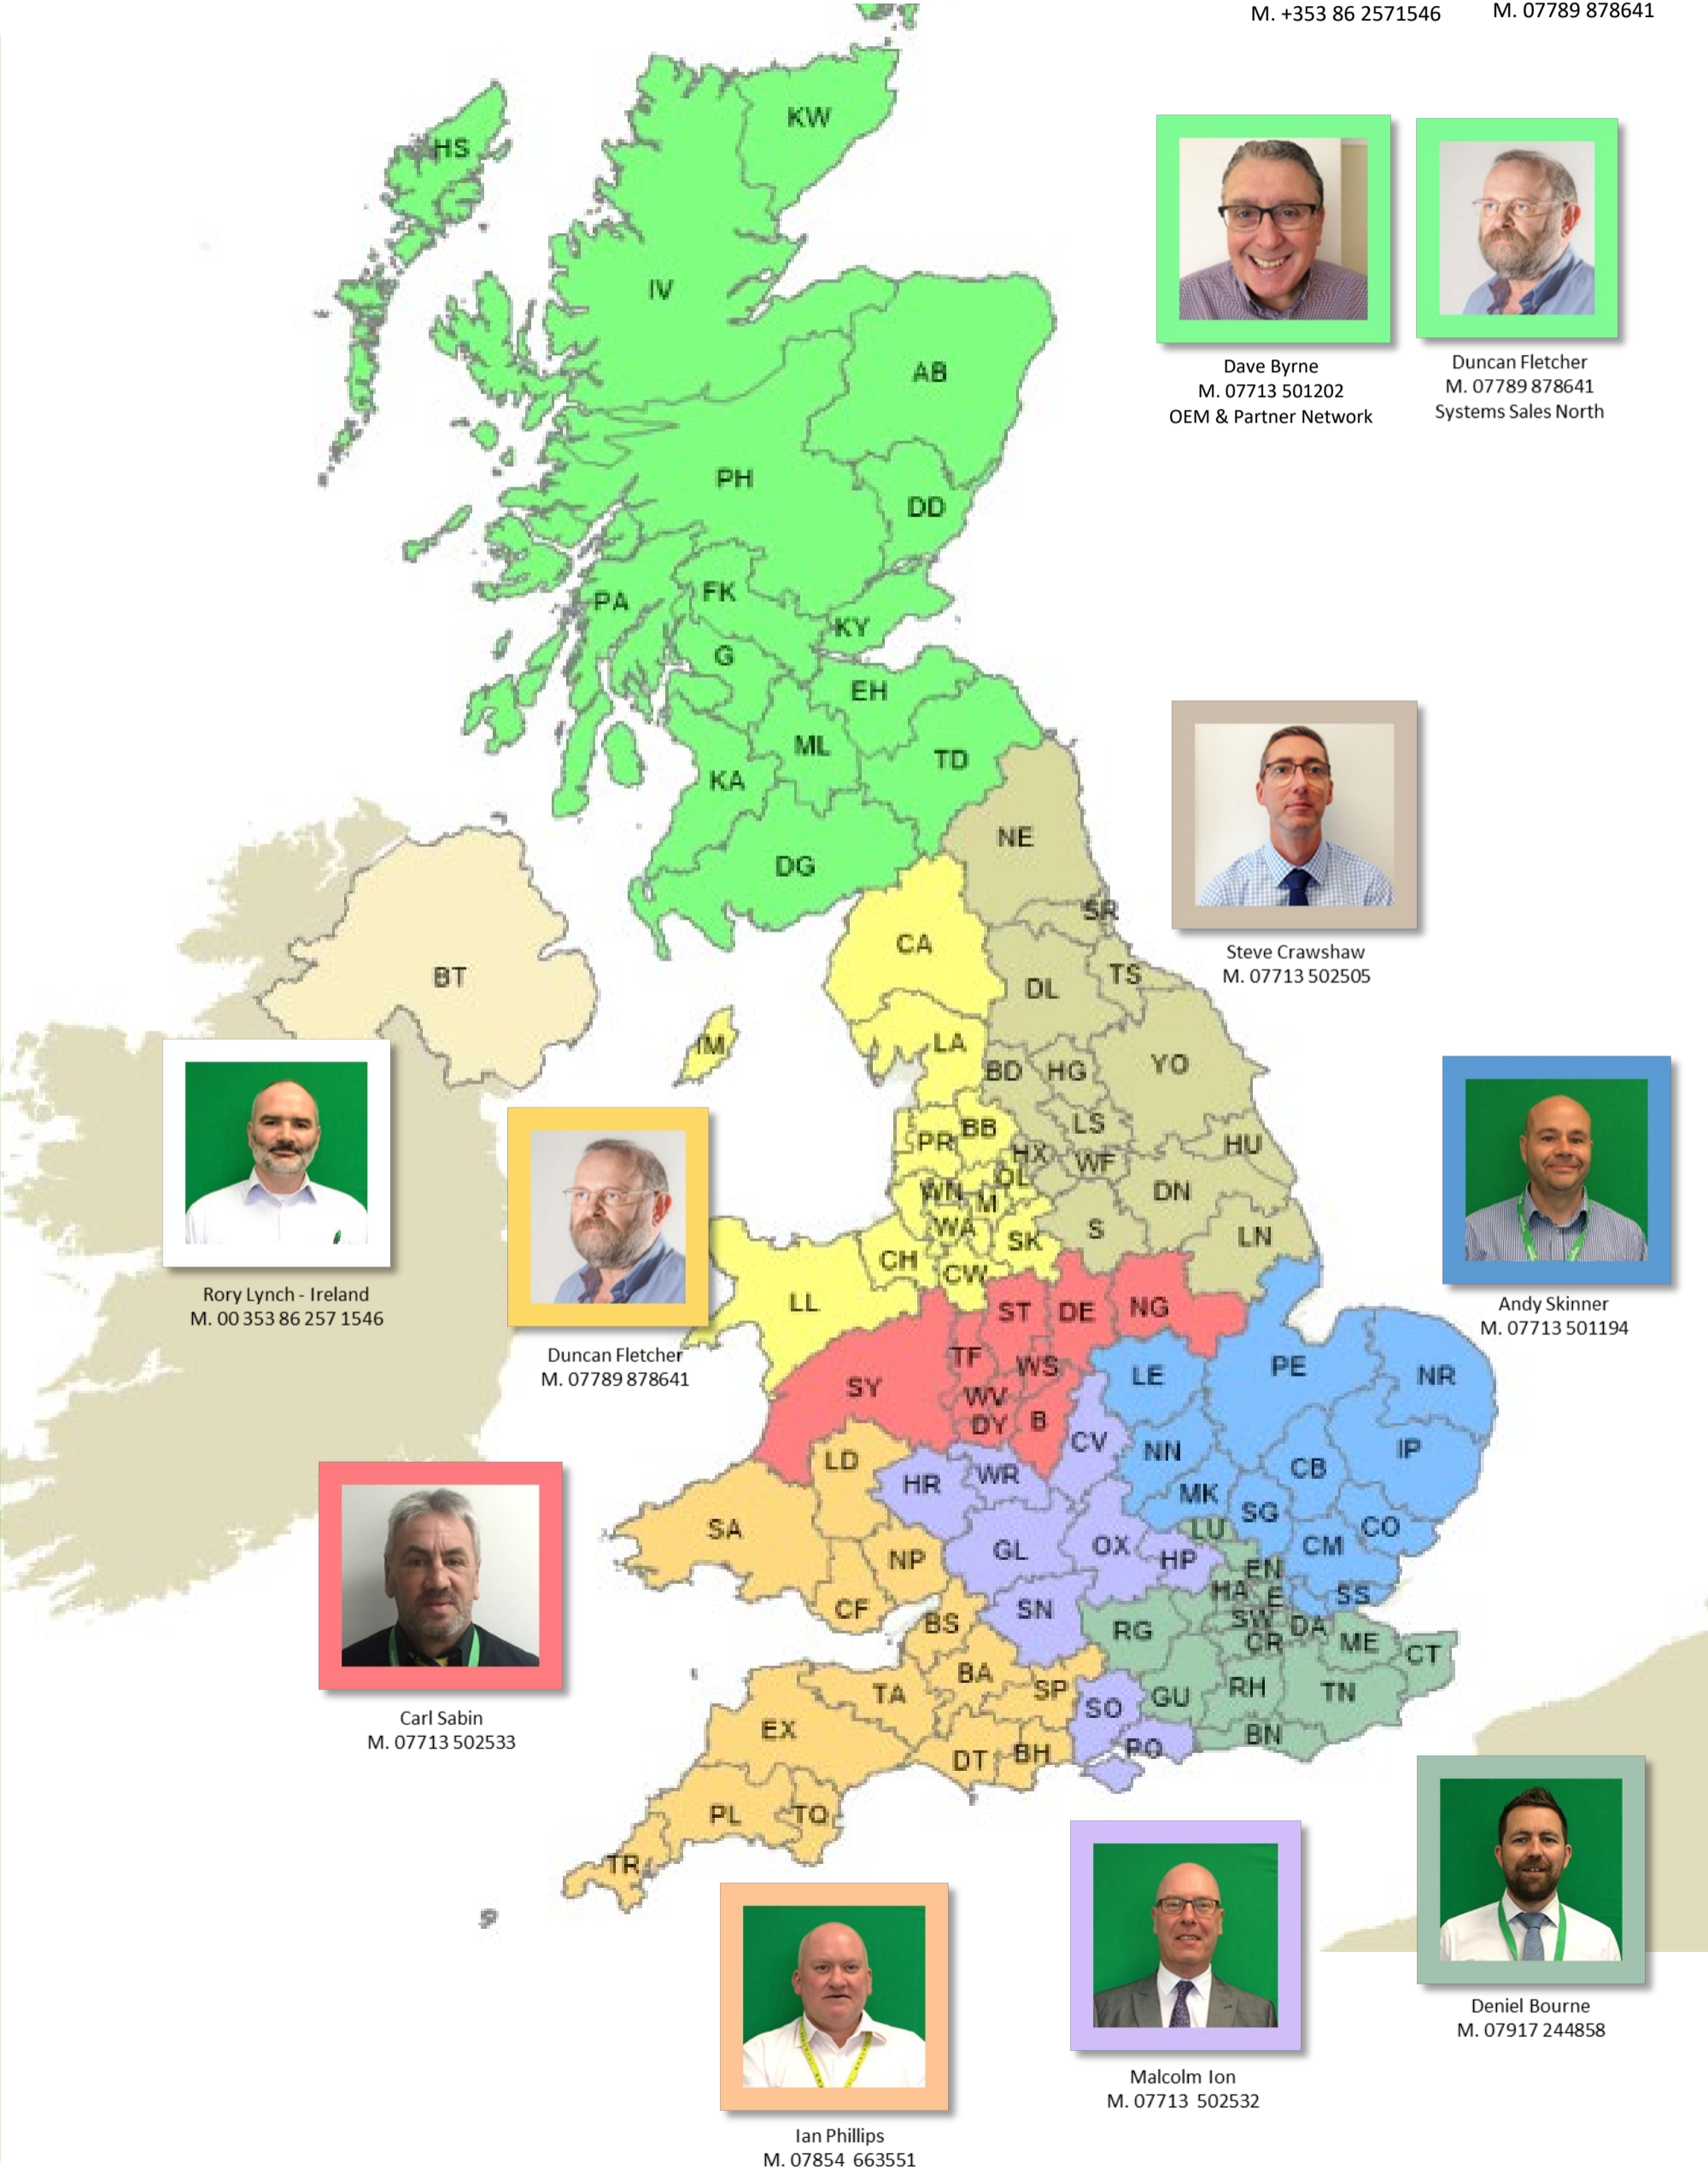 M. +353 86 2571546
M. 07789 878641
KW
HS
IV
AB
Dave Byrne
M. 07713 501202
OEM & Partner Network
Duncan Fletcher
M. 07789 878641
Systems Sales North
PH
DD
PA
FK
KY
G
EH
ML
TD
KA
DG
NE
SR
CA
Steve Crawshaw
M. 07713 502505
BT
DL
TS
IM
LA
BD
HG
YO
PR
BB
LS
HX
WF
HU
OL
WN
M
DN
WA
SK
S
LN
CH
CW
LL
Rory Lynch - Ireland
M. 00 353 86 257 1546
Duncan Fletcher
M. 07789 878641
Andy Skinner
M. 07713 501194
ST
DE
NG
TF
WS
LE
PE
NR
SY
WV
DY
B
CV
NN
IP
LD
HR
WR
CB
MK
SG
CO
SA
LU
CM
NP
GL
OX
HP
EN
HA
E
SS
CF
BS
SN
RG
SW
DA
CR
ME
CT
BA
TA
SP
SO
GU
RH
TN
EX
DT
BH
PO
BN
PL
TQ
TR
Carl Sabin
M. 07713 502533
Ian Phillips
M. 07854 663551
Malcolm Ion
M. 07713 502532
Deniel Bourne
M. 07917 244858